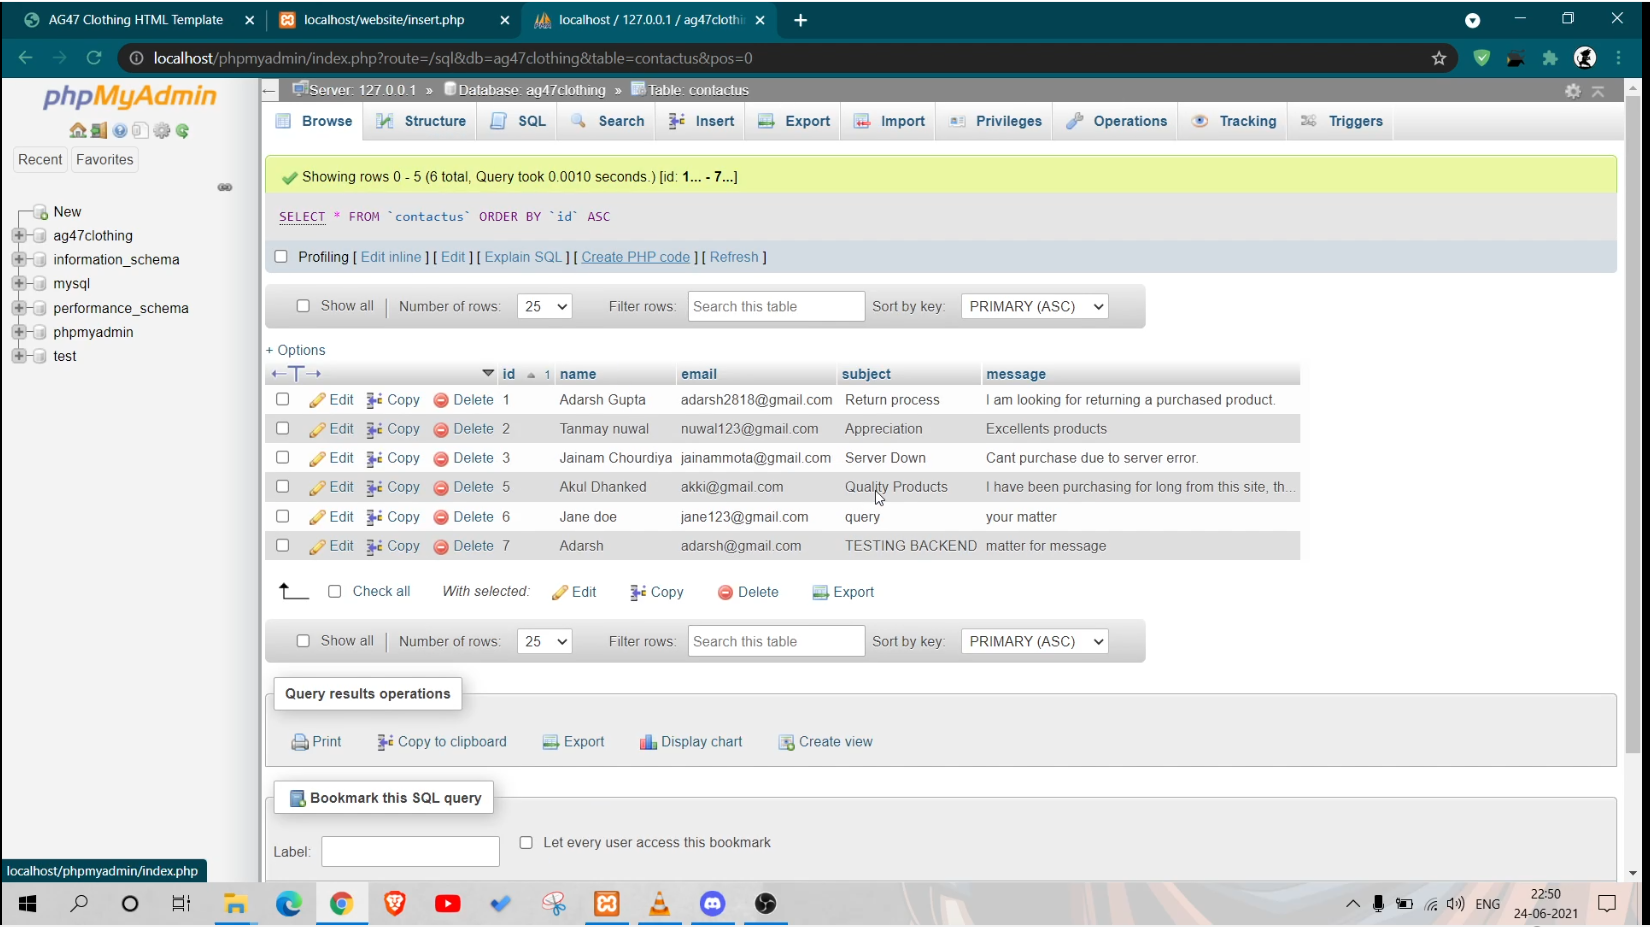 AG47 Clothing HTML Template
localhost/website/insert.php
localhost / 127.0.0.1 / ag47clothi
localhost/phpmyadmin/index.php?route=/sql&db=ag47clothing&table=contactus&pos=0
phpMyAdmin
Recent Favorites
New
ag47clothing
information_schema
mysql
performance_schema
phpmyadmin
test
Server: 127.0.0.1 » Database: ag47clothing » Table: contactus
Browse Structure SQL Search Insert Export Import Privileges Operations Tracking Triggers
Showing rows 0 - 5 (6 total, Query took 0.0010 seconds.) [id: 1... - 7...]
SELECT * FROM `contactus` ORDER BY `id` ASC
Profiling [ Edit inline ] [ Edit ] [ Explain SQL ] [ Create PHP code ] [ Refresh ]
Show all Number of rows: 25 Filter rows: Search this table Sort by key: PRIMARY (ASC)
+ Options
←T→ id 1 name email subject message
Edit Copy Delete 1 Adarsh Gupta adarsh2818@gmail.com Return process I am looking for returning a purchased product.
Edit Copy Delete 2 Tanmay nuwal nuwal123@gmail.com Appreciation Excellents products
Edit Copy Delete 3 Jainam Chourdiya jainammota@gmail.com Server Down Cant purchase due to server error.
Edit Copy Delete 5 Akul Dhanked akki@gmail.com Quality Products I have been purchasing for long from this site, th...
Edit Copy Delete 6 Jane doe jane123@gmail.com query your matter
Edit Copy Delete 7 Adarsh adarsh@gmail.com TESTING BACKEND matter for message
Check all With selected: Edit Copy Delete Export
Show all Number of rows: 25 Filter rows: Search this table Sort by key: PRIMARY (ASC)
Query results operations
Print Copy to clipboard Export Display chart Create view
Bookmark this SQL query
Label: Let every user access this bookmark
localhost/phpmyadmin/index.php
ENG
22:50
24-06-2021